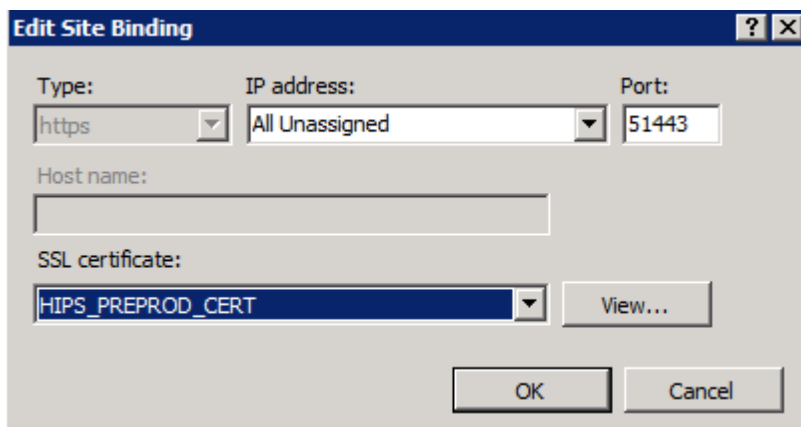 Edit Site Binding
Type: IP address: Port:
https All Unassigned 51443
Host name:
SSL certificate:
HIPS_PREPROD_CERT View...
OK Cancel